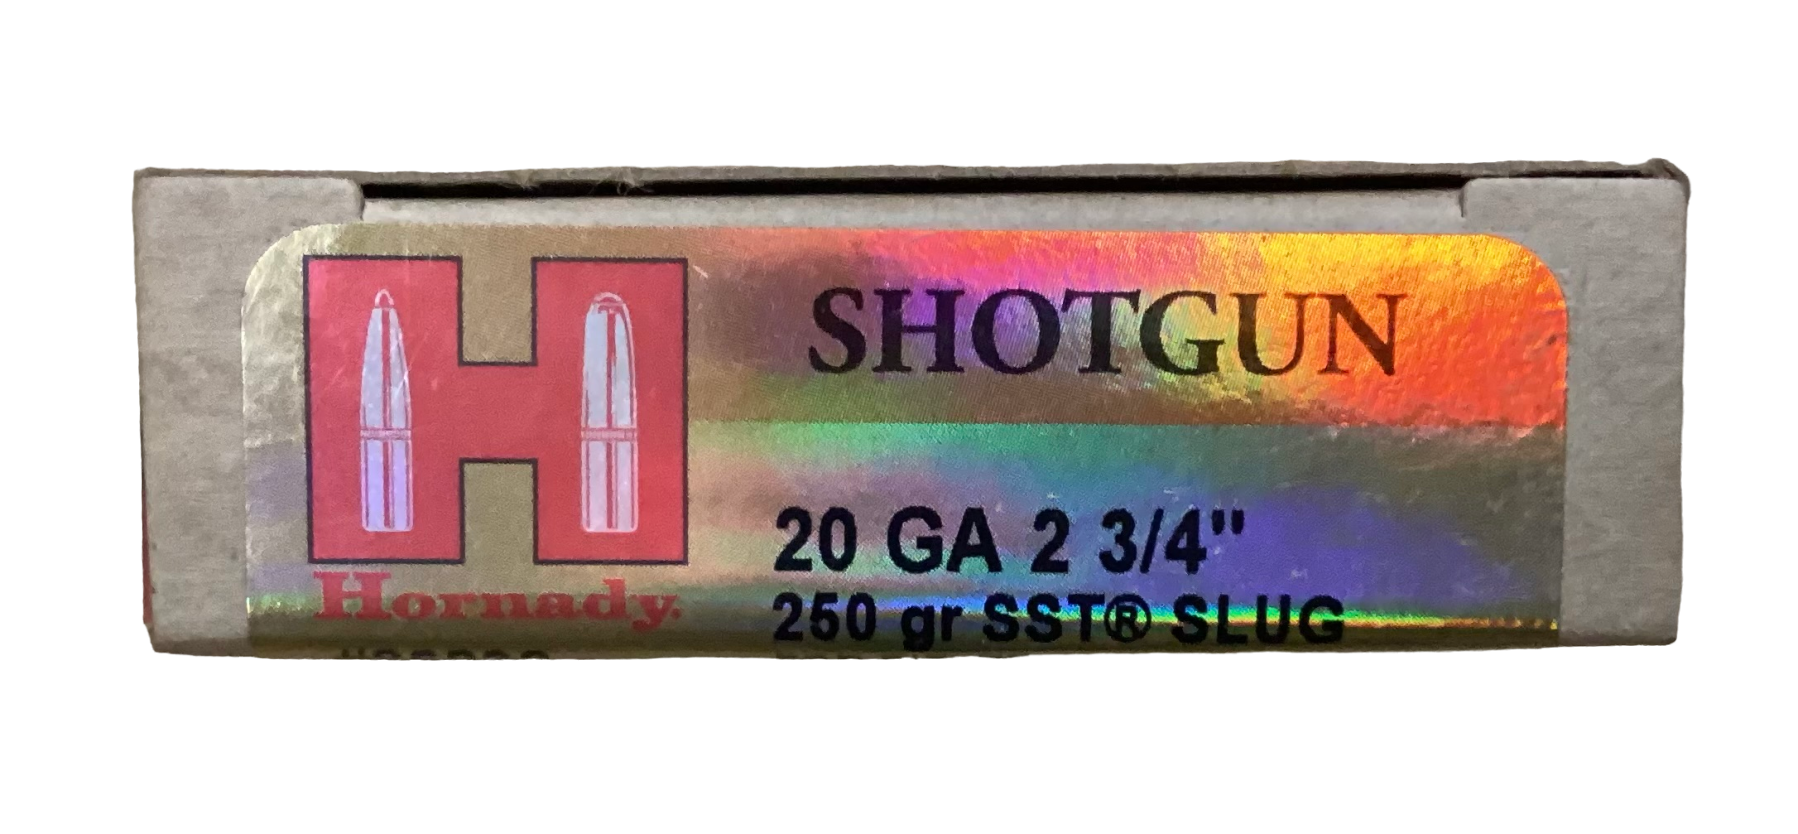 SHOTGUN
20 GA 2 3/4"
250 gr SST® SLUG
Hornady